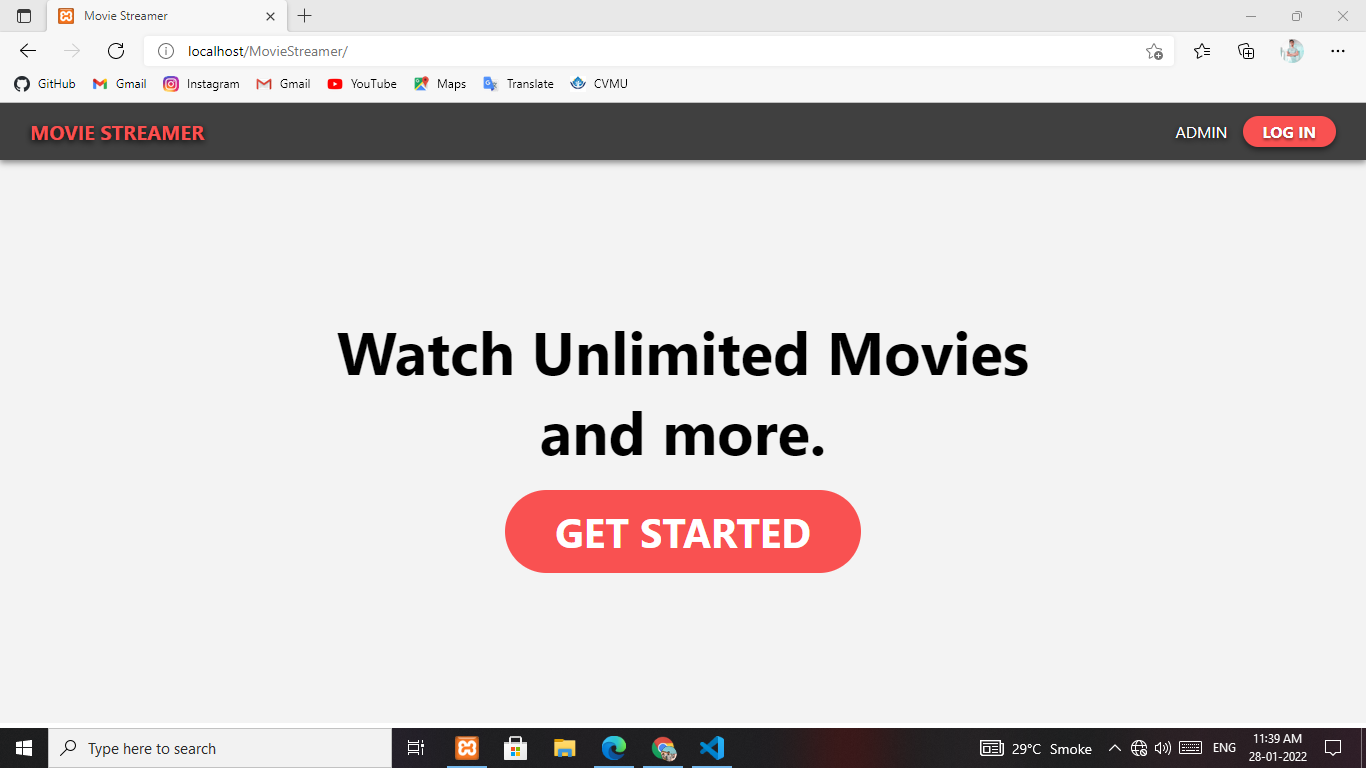 Movie Streamer
localhost/MovieStreamer/
GitHub Gmail Instagram Gmail YouTube Maps Translate CVMU
MOVIE STREAMER ADMIN LOG IN
Watch Unlimited Movies
and more.
GET STARTED
Type here to search 29°C Smoke ENG 11:39 AM
28-01-2022